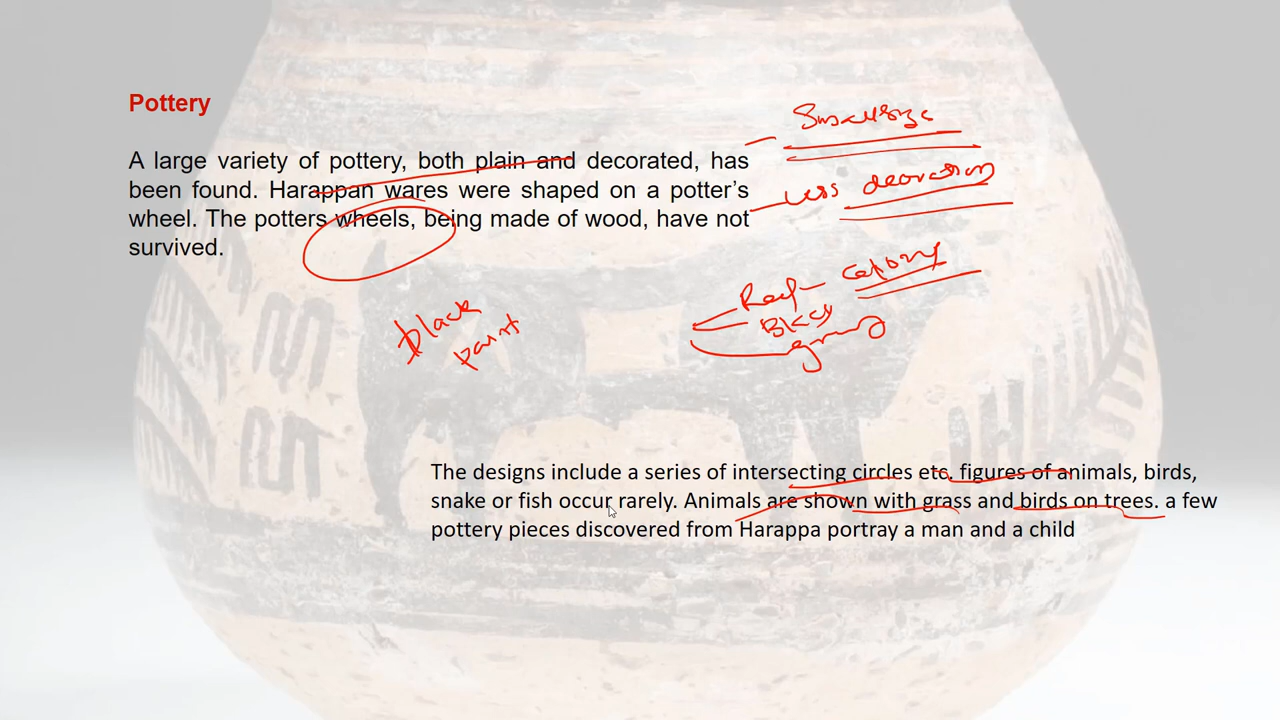 Pottery
A large variety of pottery, both plain and decorated, has
been found. Harappan wares were shaped on a potter's
wheel. The potters wheels, being made of wood, have not
survived.
Less decoration
Red
Black
black
paint
The designs include a series of intersecting circles etc. figures of animals, birds,
snake or fish occur rarely. Animals are shown with grass and birds on trees. a few
pottery pieces discovered from Harappa portray a man and a child